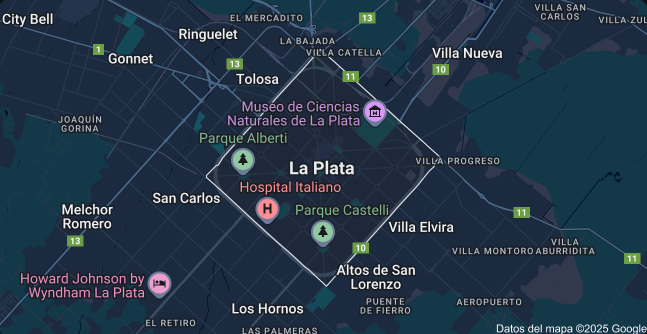 EL MERCADITO
VILLA SAN
CARLOS
City Bell
VILLA ZUL
Ringuelet
LA BAJADA
1
Gonnet
VILLA CATELLA
Villa Nueva
13
10
Tolosa
11
Museo de Ciencias
Naturales de La Plata
JOAQUÍN
GORINA
Parque Alberti
La Plata
VILLA PROGRESO
Hospital Italiano
San Carlos
H
Parque Castelli
Melchor
Romero
11
Villa Elvira
13
10
VILLA MONTORO
VILLA
ABURRIDITA
11
Altos de San
Lorenzo
Howard Johnson by
Wyndham La Plata
Los Hornos
PUENTE
DE FIERRO
AEROPUERTO
EL RETIRO
LAS PALMERAS
Datos del mapa ©2025 Google